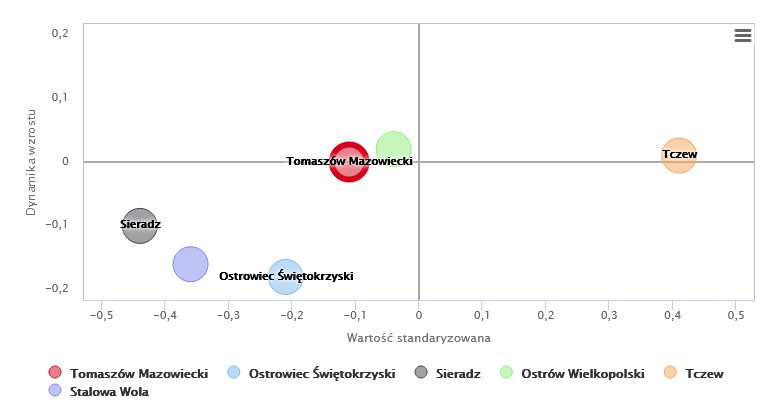 0,2
0,1
0
−0,1
−0,2
Dynamika wzrostu
Tomaszów Mazowiecki
Tczew
Sieradz
Ostrowiec Świętokrzyski
−0,5 −0,4 −0,3 −0,2 −0,1 0 0,1 0,2 0,3 0,4 0,5
Wartość standaryzowana
Tomaszów Mazowiecki Ostrowiec Świętokrzyski Sieradz Ostrów Wielkopolski Tczew
Stalowa Wola